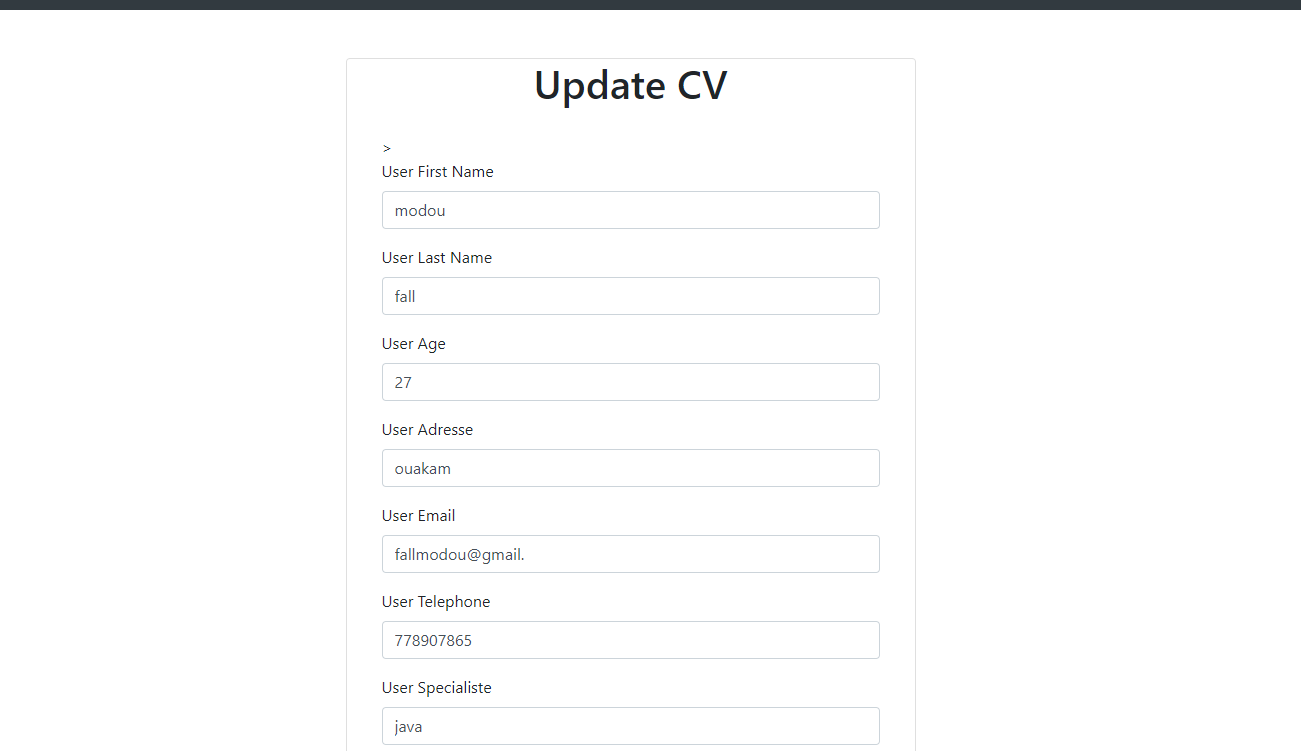 Update CV
>
User First Name
modou
User Last Name
fall
User Age
27
User Adresse
ouakam
User Email
fallmodou@gmail.
User Telephone
778907865
User Specialiste
java